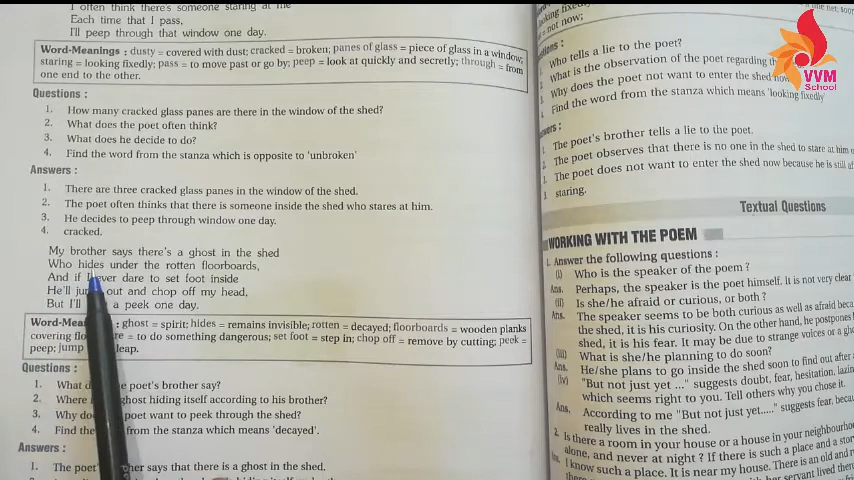 I often think there's someone staring at me
Each time that I pass,
I'll peep through that window one day.
Word-Meanings : dusty = covered with dust; cracked = broken; panes of glass = piece of glass in a window;
staring = looking fixedly; pass = to move past or go by; peep = look at quickly and secretly; through = from
one end to the other.
Questions :
1. How many cracked glass panes are there in the window of the shed?
2. What does the poet often think?
3. What does he decide to do?
4. Find the word from the stanza which is opposite to 'unbroken'
Answers :
1. There are three cracked glass panes in the window of the shed.
2. The poet often thinks that there is someone inside the shed who stares at him.
3. He decides to peep through window one day.
4. cracked.
My brother says there's a ghost in the shed
Who hides under the rotten floorboards,
And if I ever dare to set foot inside
He'll out and chop off my head,
But I'll a peek one day.
: ghost = spirit; hides = remains invisible; rotten = decayed; floorboards = wooden planks
covering = to do something dangerous; set foot = step in; chop off = remove by cutting; peek =
peep; jump leap.
Questions :
1. What poet's brother say?
2. Where ghost hiding itself according to his brother?
3. Why poet want to peek through the shed?
4. Find the from the stanza which means 'decayed'.
Answers :
1. The says that there is a ghost in the shed.
looking fixedly
= not now;
Who tells a lie to the poet?
What is the observation of the poet regarding
Why does the poet not want to enter the shed now
Find the word from the stanza which means 'looking fixedly
The poet's brother tells a lie to the poet.
The poet observes that there is no one in the shed to stare at him
The poet does not want to enter the shed now because he is still
staring.
Textual Questions
WORKING WITH THE POEM
1. Answer the following questions :
(i) Who is the speaker of the poem?
Ans. Perhaps, the speaker is the poet himself. It is not very clear
(ii) Is she/he afraid or curious, or both ?
Ans. The speaker seems to be both curious as well as afraid
the shed, it is his curiosity. On the other hand, he postpones
shed, it is his fear. It may be due to strange voices or a
(iii) What is she/he planning to do soon?
Ans. He/she plans to go inside the shed soon to find out after
(iv) "But not just yet ..." suggests doubt, fear, hesitation,
which seems right to you. Tell others why you chose it.
Ans. According to me "But not just yet....." suggests fear,
really lives in the shed.
2. Is there a room in your house or a house in your
alone, and never at night ? If there is such a place and a
Ans. I know such a place. It is near my house. There is an old
servant lived
VVM
School